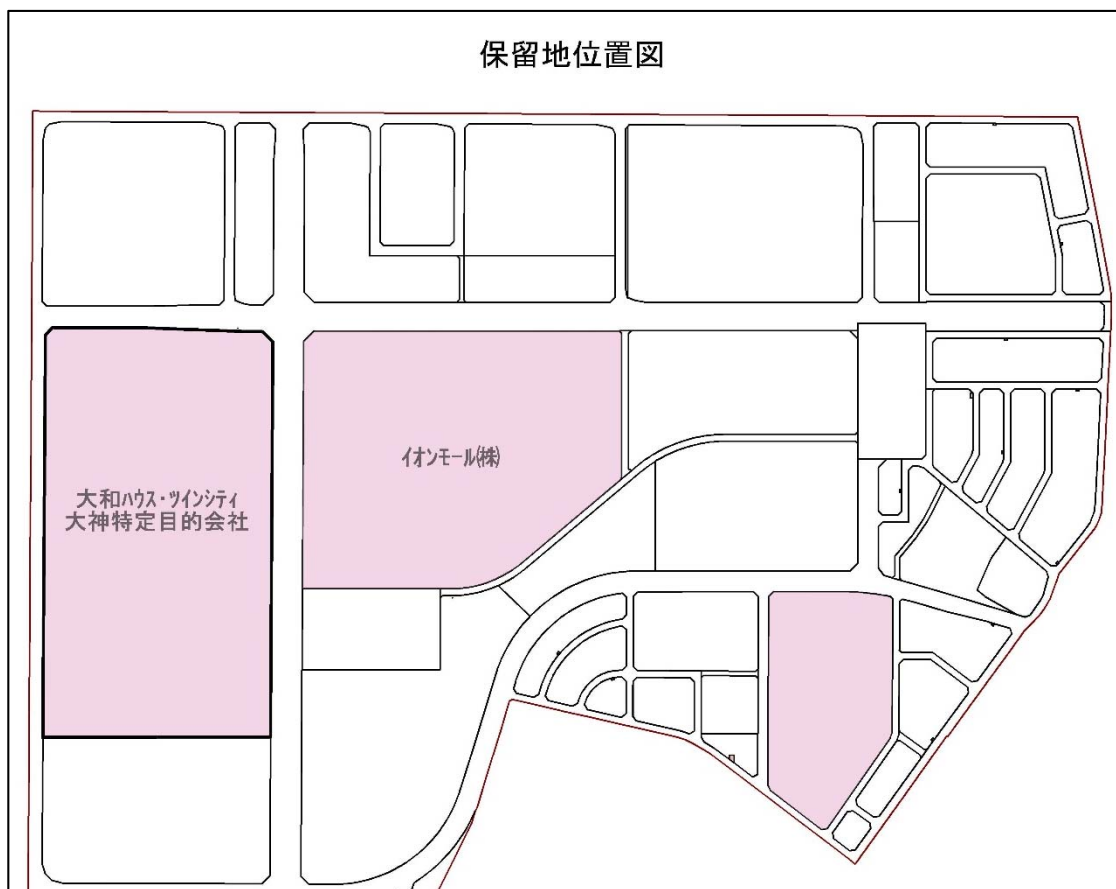 保留地位置図
イオンモール㈱
大和ハウス・ツインシティ
大神特定目的会社